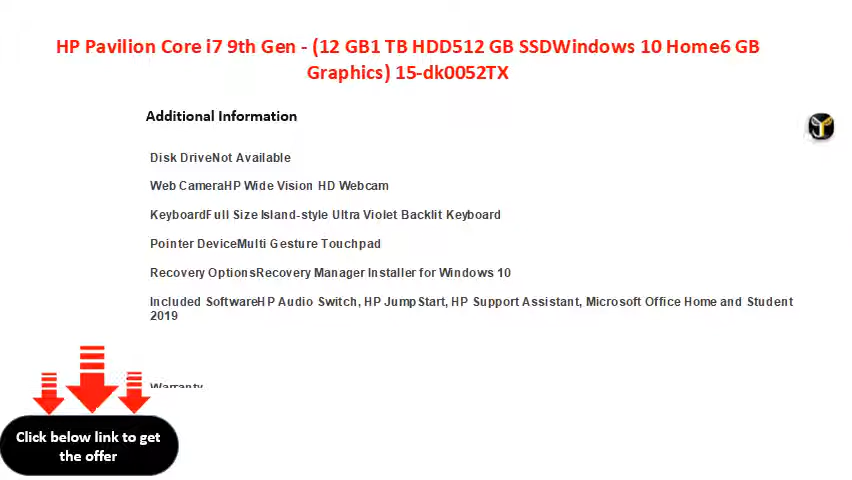 HP Pavilion Core i7 9th Gen - (12 GB1 TB HDD512 GB SSDWindows 10 Home6 GB
Graphics) 15-dk0052TX
Additional Information
Disk DriveNot Available
Web CameraHP Wide Vision HD Webcam
KeyboardFull Size Island-style Ultra Violet Backlit Keyboard
Pointer DeviceMulti Gesture Touchpad
Recovery OptionsRecovery Manager Installer for Windows 10
Included SoftwareHP Audio Switch, HP JumpStart, HP Support Assistant, Microsoft Office Home and Student
2019
Warranty
Click below link to get
the offer